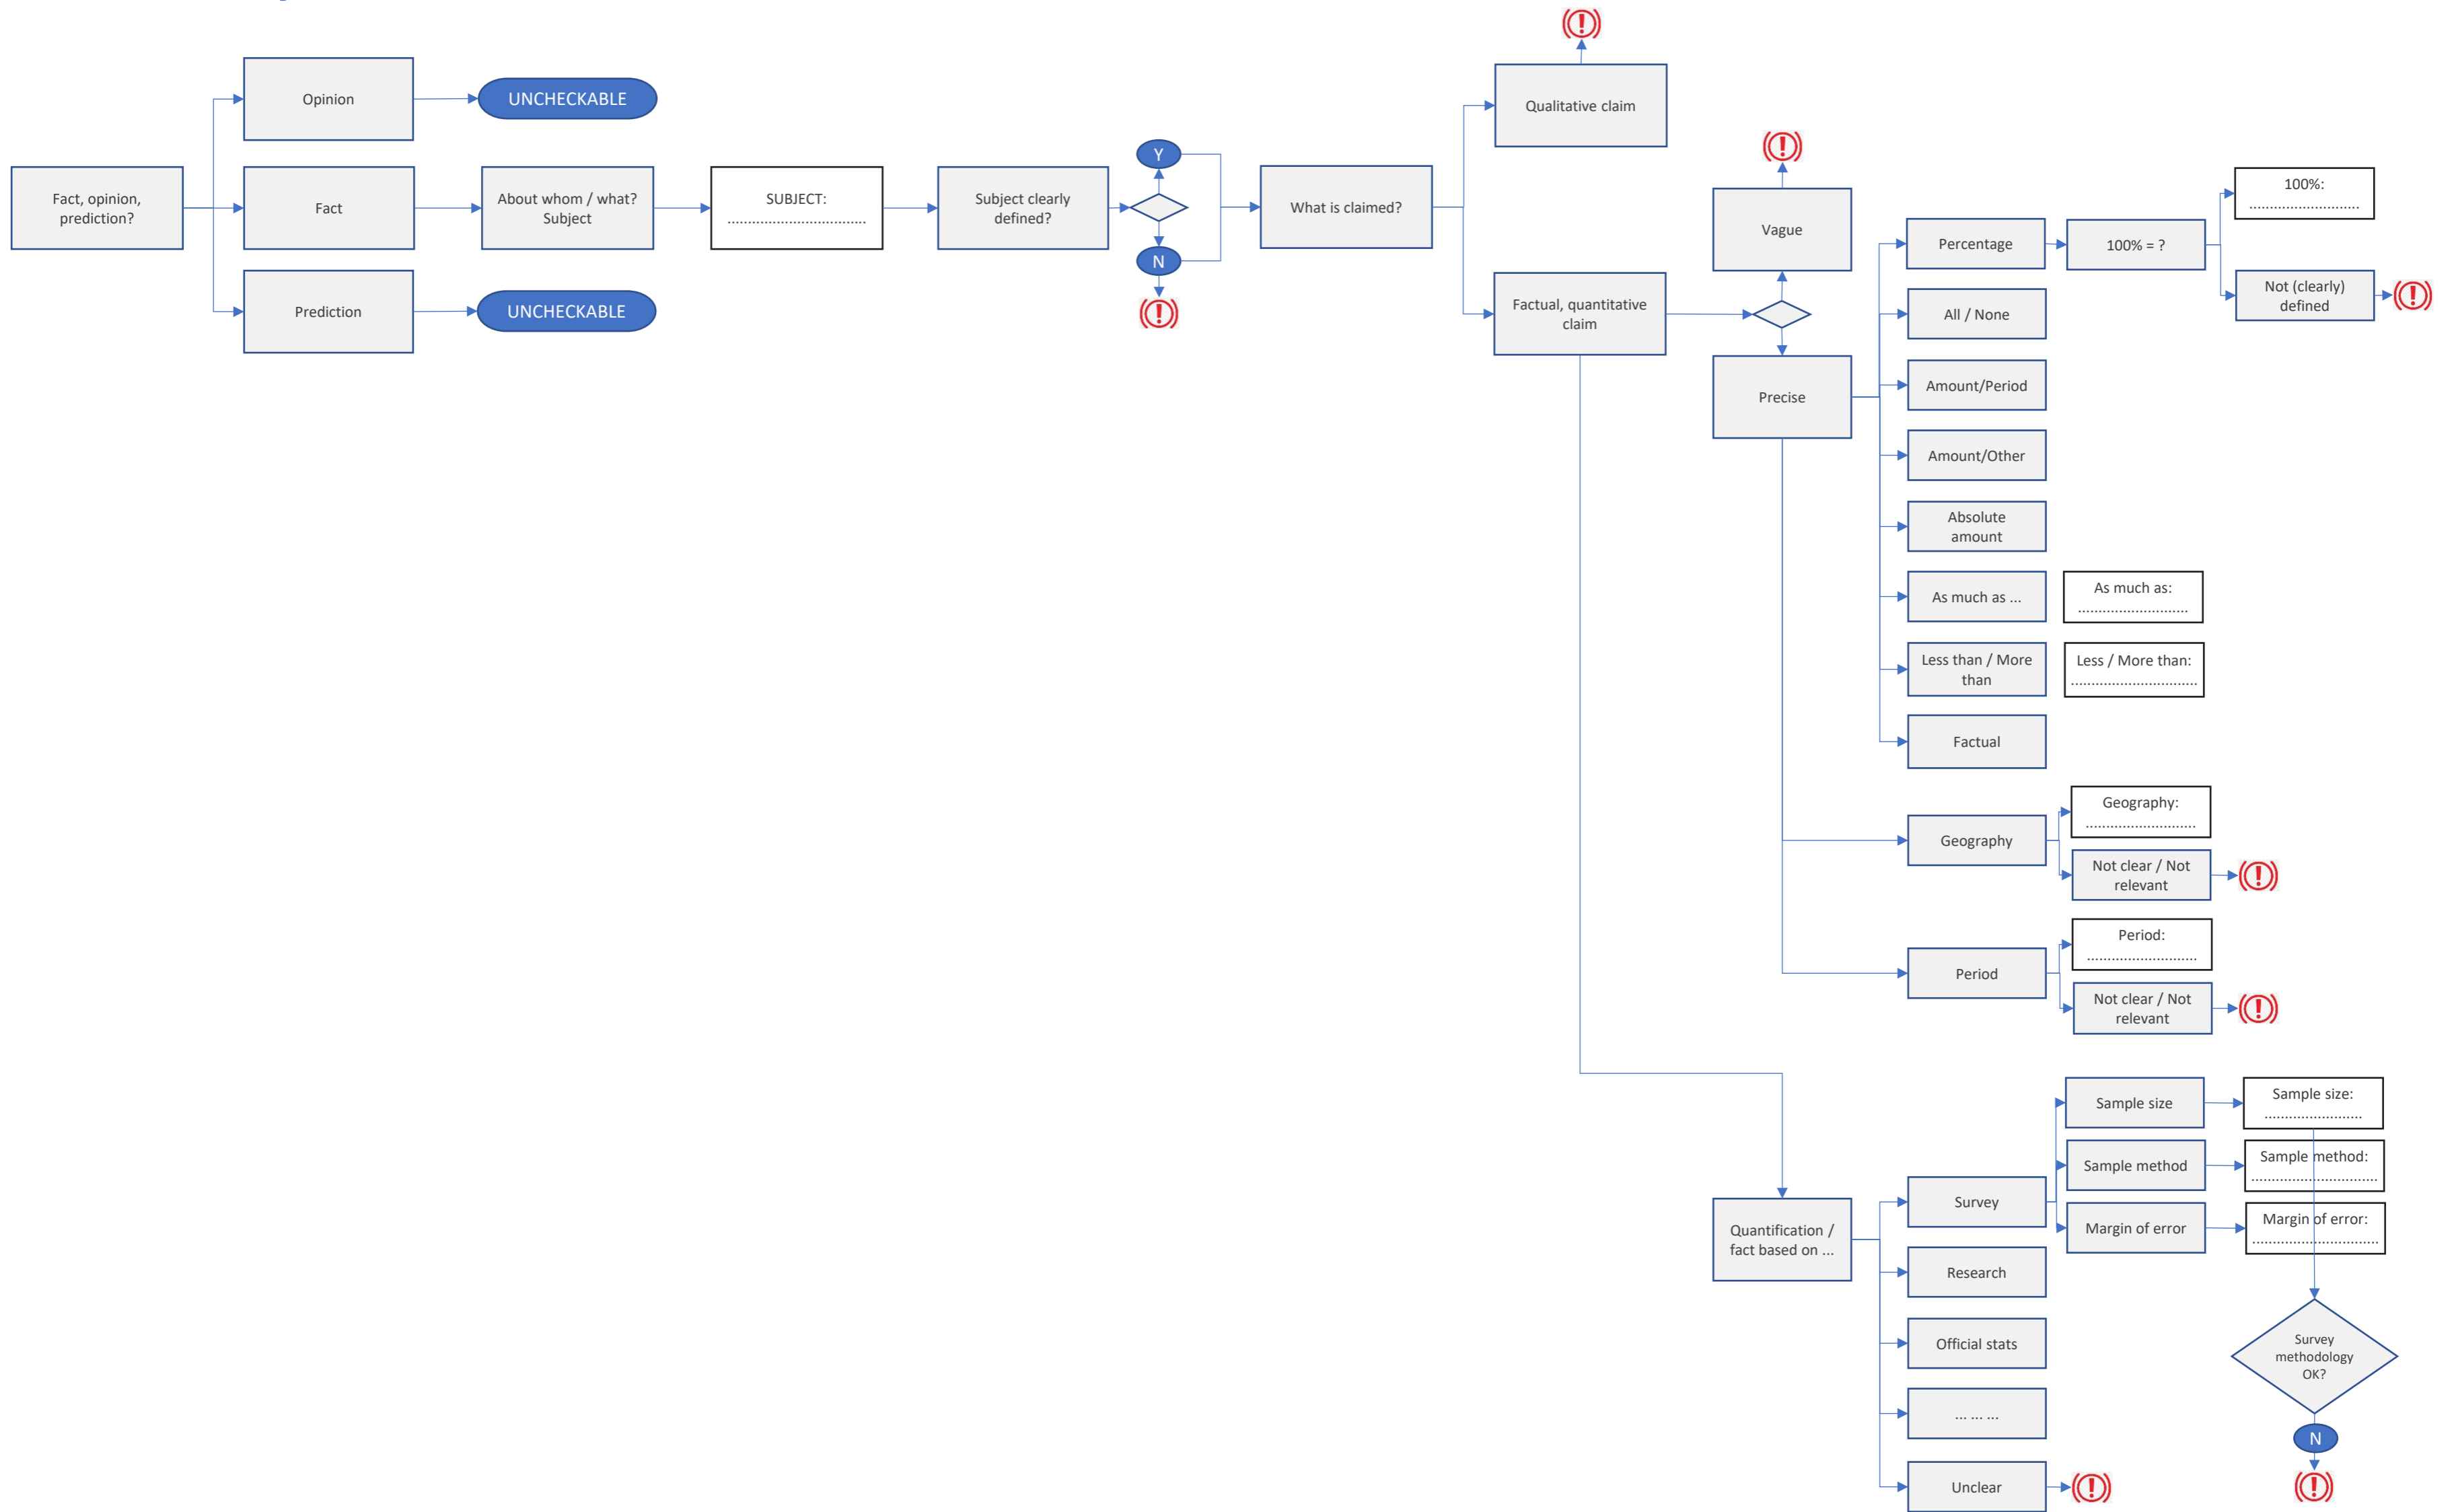 Opinion
UNCHECKABLE
Fact, opinion,
prediction?
Fact
About whom / what?
Subject
SUBJECT:
..................................
Subject clearly
defined?
Y
N
What is claimed?
Prediction
UNCHECKABLE
Qualitative claim
Factual, quantitative
claim
Vague
Precise
Percentage
100% = ?
100%:
...........................
Not (clearly)
defined
All / None
Amount/Period
Amount/Other
Absolute
amount
As much as ...
As much as:
...........................
Less than / More
than
Less / More than:
...............................
Factual
Geography
Geography:
...........................
Not clear / Not
relevant
Period
Period:
...........................
Not clear / Not
relevant
Quantification /
fact based on ...
Survey
Sample size
Sample size:
........................
Sample method
Sample method:
...............................
Margin of error
Margin of error:
...............................
Research
Official stats
... ... ...
Unclear
Survey
methodology
OK?
N